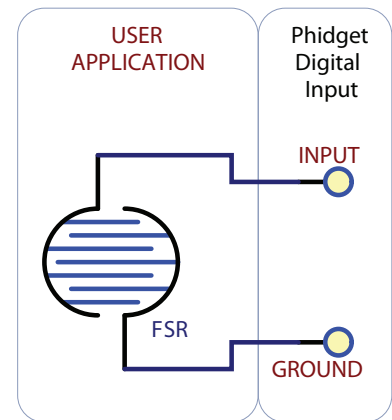 USER
APPLICATION
Phidget
Digital
Input
INPUT
FSR
GROUND